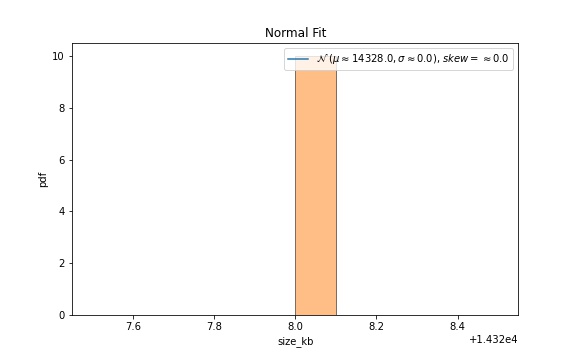 Normal Fit
10
8
6
4
2
0
pdf
𝒩 (μ ≈ 14328.0, σ ≈ 0.0), skew = ≈ 0.0
7.6 7.8 8.0 8.2 8.4
+1.432e4
size_kb